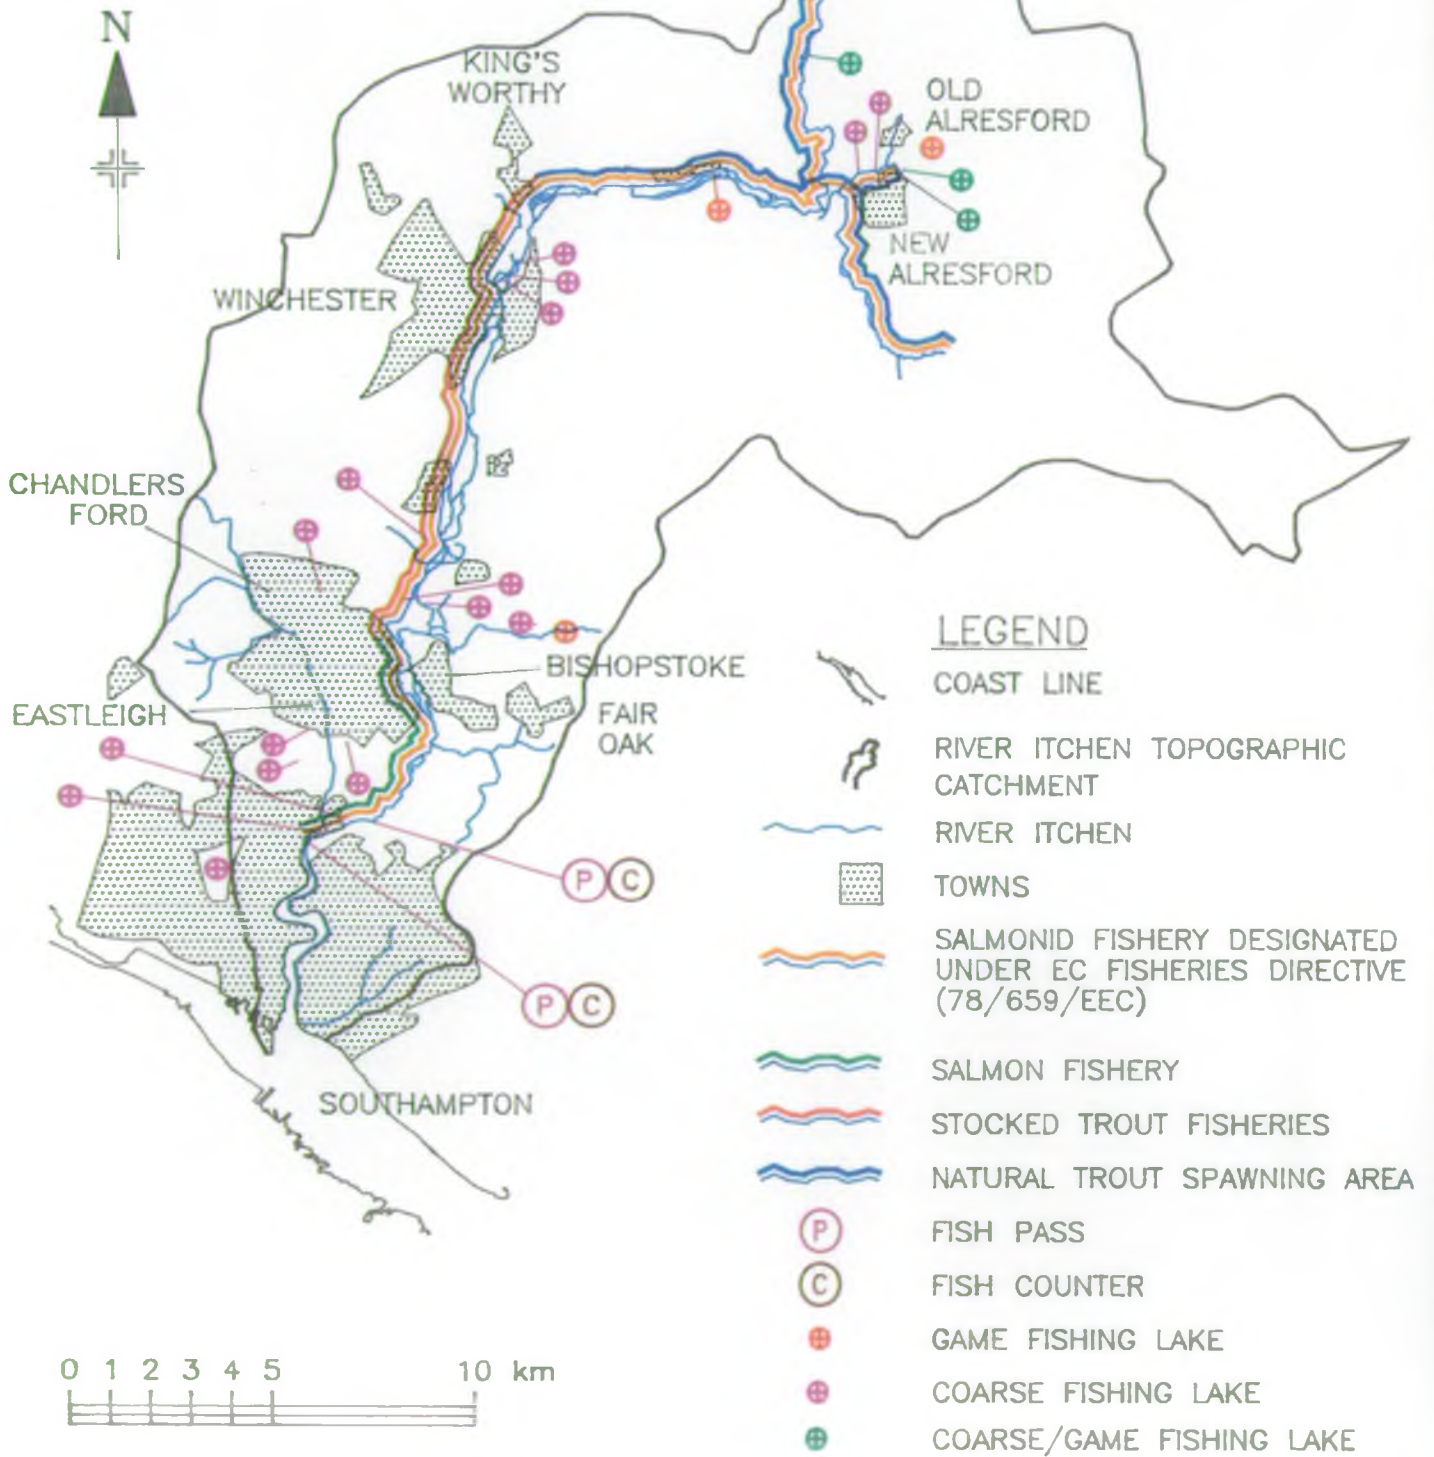 N
KING'S
WORTHY
OLD
ALRESFORD
NEW
ALRESFORD
WINCHESTER
CHANDLERS
FORD
BISHOPSTOKE
EASTLEIGH
FAIR
OAK
P C
P C
SOUTHAMPTON
LEGEND
COAST LINE
RIVER ITCHEN TOPOGRAPHIC
CATCHMENT
RIVER ITCHEN
TOWNS
SALMONID FISHERY DESIGNATED
UNDER EC FISHERIES DIRECTIVE
(78/659/EEC)
SALMON FISHERY
STOCKED TROUT FISHERIES
NATURAL TROUT SPAWNING AREA
P FISH PASS
C FISH COUNTER
GAME FISHING LAKE
COARSE FISHING LAKE
COARSE/GAME FISHING LAKE
0 1 2 3 4 5 10 km